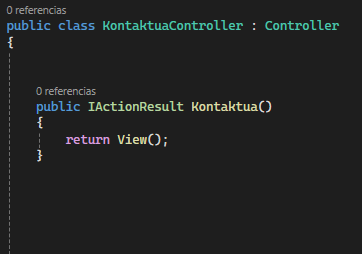 0 referencias
public class KontaktuaController : Controller
{
0 referencias
public IActionResult Kontaktua()
{
return View();
}